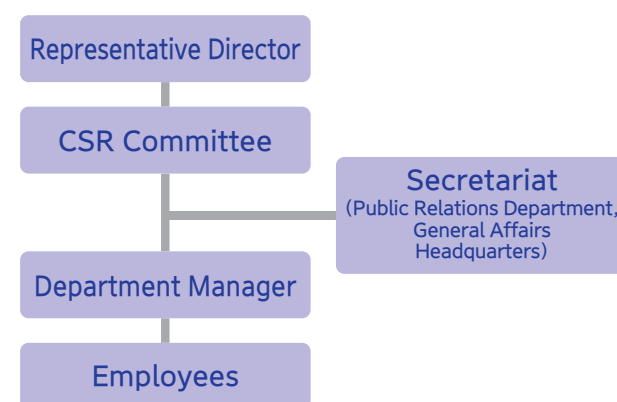 Representative Director
CSR Committee
Secretariat
(Public Relations Department,
General Affairs
Headquarters)
Department Manager
Employees